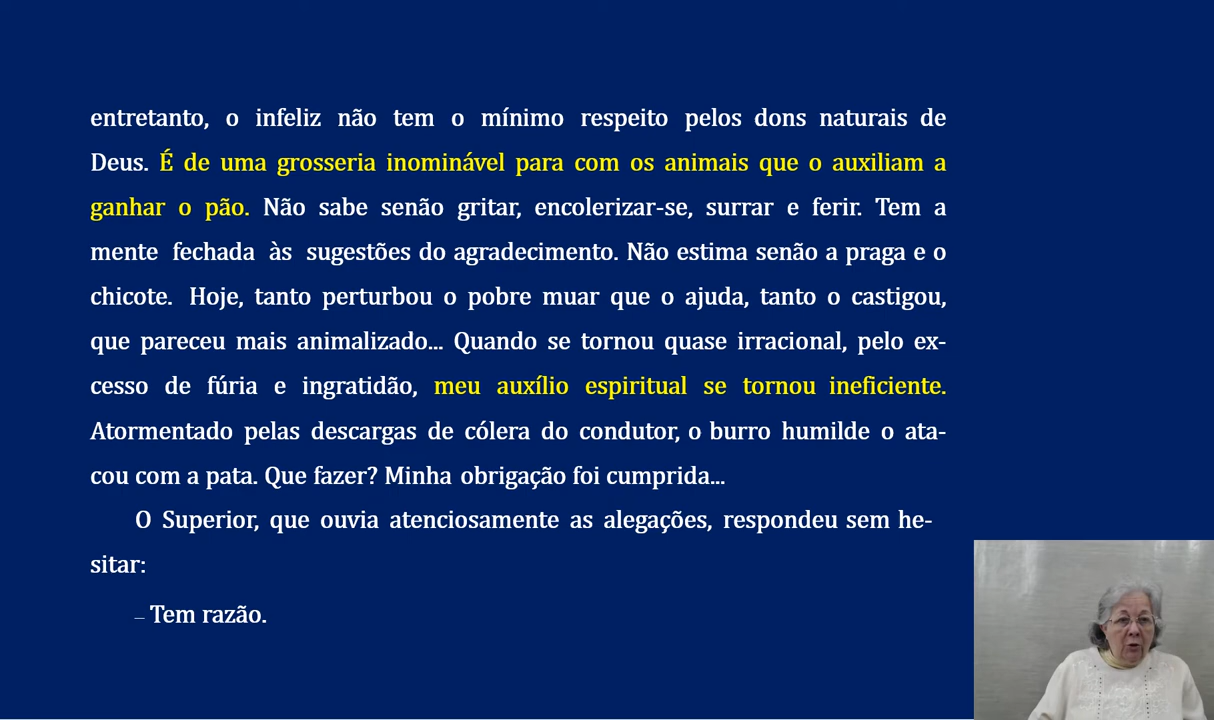 entretanto, o infeliz não tem o mínimo respeito pelos dons naturais de
Deus. É de uma grosseria inominável para com os animais que o auxiliam a
ganhar o pão. Não sabe senão gritar, encolerizar-se, surrar e ferir. Tem a
mente fechada às sugestões do agradecimento. Não estima senão a praga e o
chicote. Hoje, tanto perturbou o pobre muar que o ajuda, tanto o castigou,
que pareceu mais animalizado... Quando se tornou quase irracional, pelo ex-
cesso de fúria e ingratidão, meu auxílio espiritual se tornou ineficiente.
Atormentado pelas descargas de cólera do condutor, o burro humilde o ata-
cou com a pata. Que fazer? Minha obrigação foi cumprida...
O Superior, que ouvia atenciosamente as alegações, respondeu sem he-
sitar:
– Tem razão.